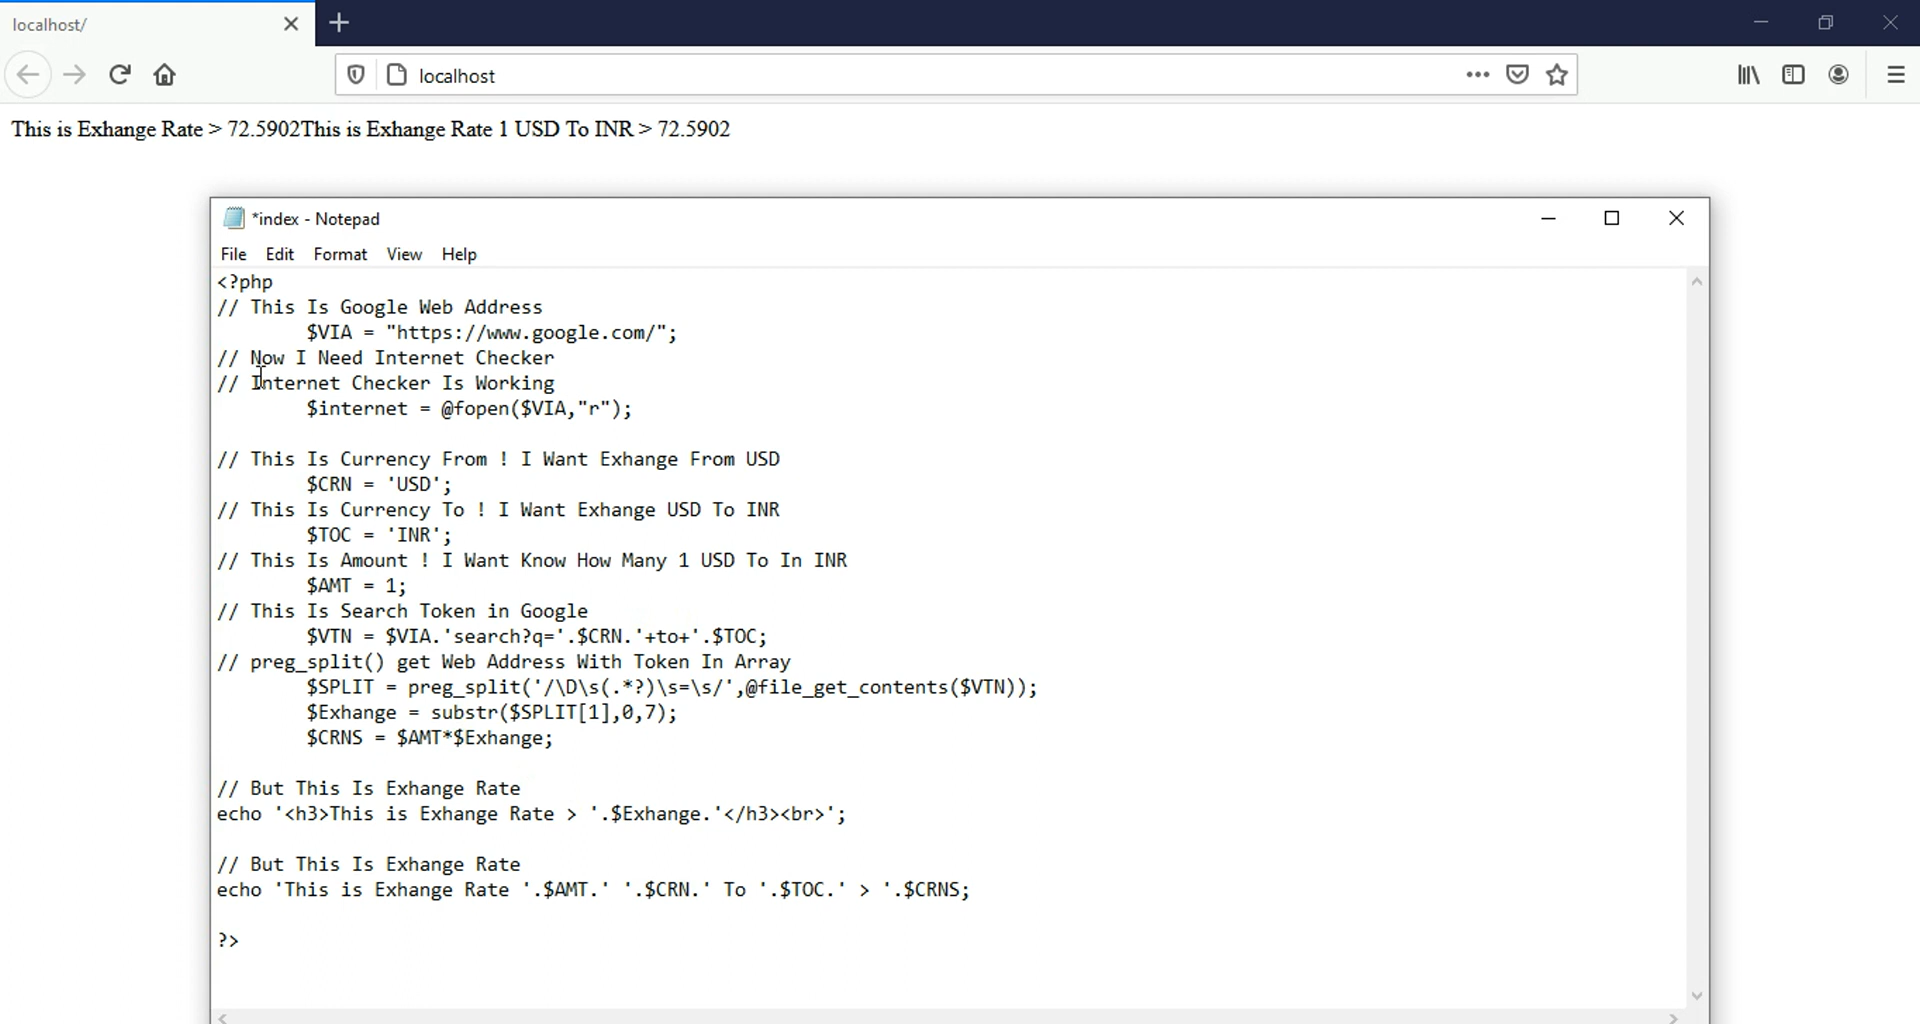 localhost/
localhost
This is Exhange Rate > 72.5902This is Exhange Rate 1 USD To INR > 72.5902
*index - Notepad
File Edit Format View Help
<?php
// This Is Google Web Address
$VIA = "https://www.google.com/";
// Now I Need Internet Checker
// Internet Checker Is Working
$internet = @fopen($VIA,"r");
// This Is Currency From ! I Want Exhange From USD
$CRN = 'USD';
// This Is Currency To ! I Want Exhange USD To INR
$TOC = 'INR';
// This Is Amount ! I Want Know How Many 1 USD To In INR
$AMT = 1;
// This Is Search Token in Google
$VTN = $VIA.'search?q='.$CRN.'+to+'.$TOC;
// preg_split() get Web Address With Token In Array
$SPLIT = preg_split('/\D\s(.*?)\s=\s/',@file_get_contents($VTN));
$Exhange = substr($SPLIT[1],0,7);
$CRNS = $AMT*$Exhange;
// But This Is Exhange Rate
echo '<h3>This is Exhange Rate > '.$Exhange.'</h3><br>';
// But This Is Exhange Rate
echo 'This is Exhange Rate '.$AMT.' '.$CRN.' To '.$TOC.' > '.$CRNS;
?>